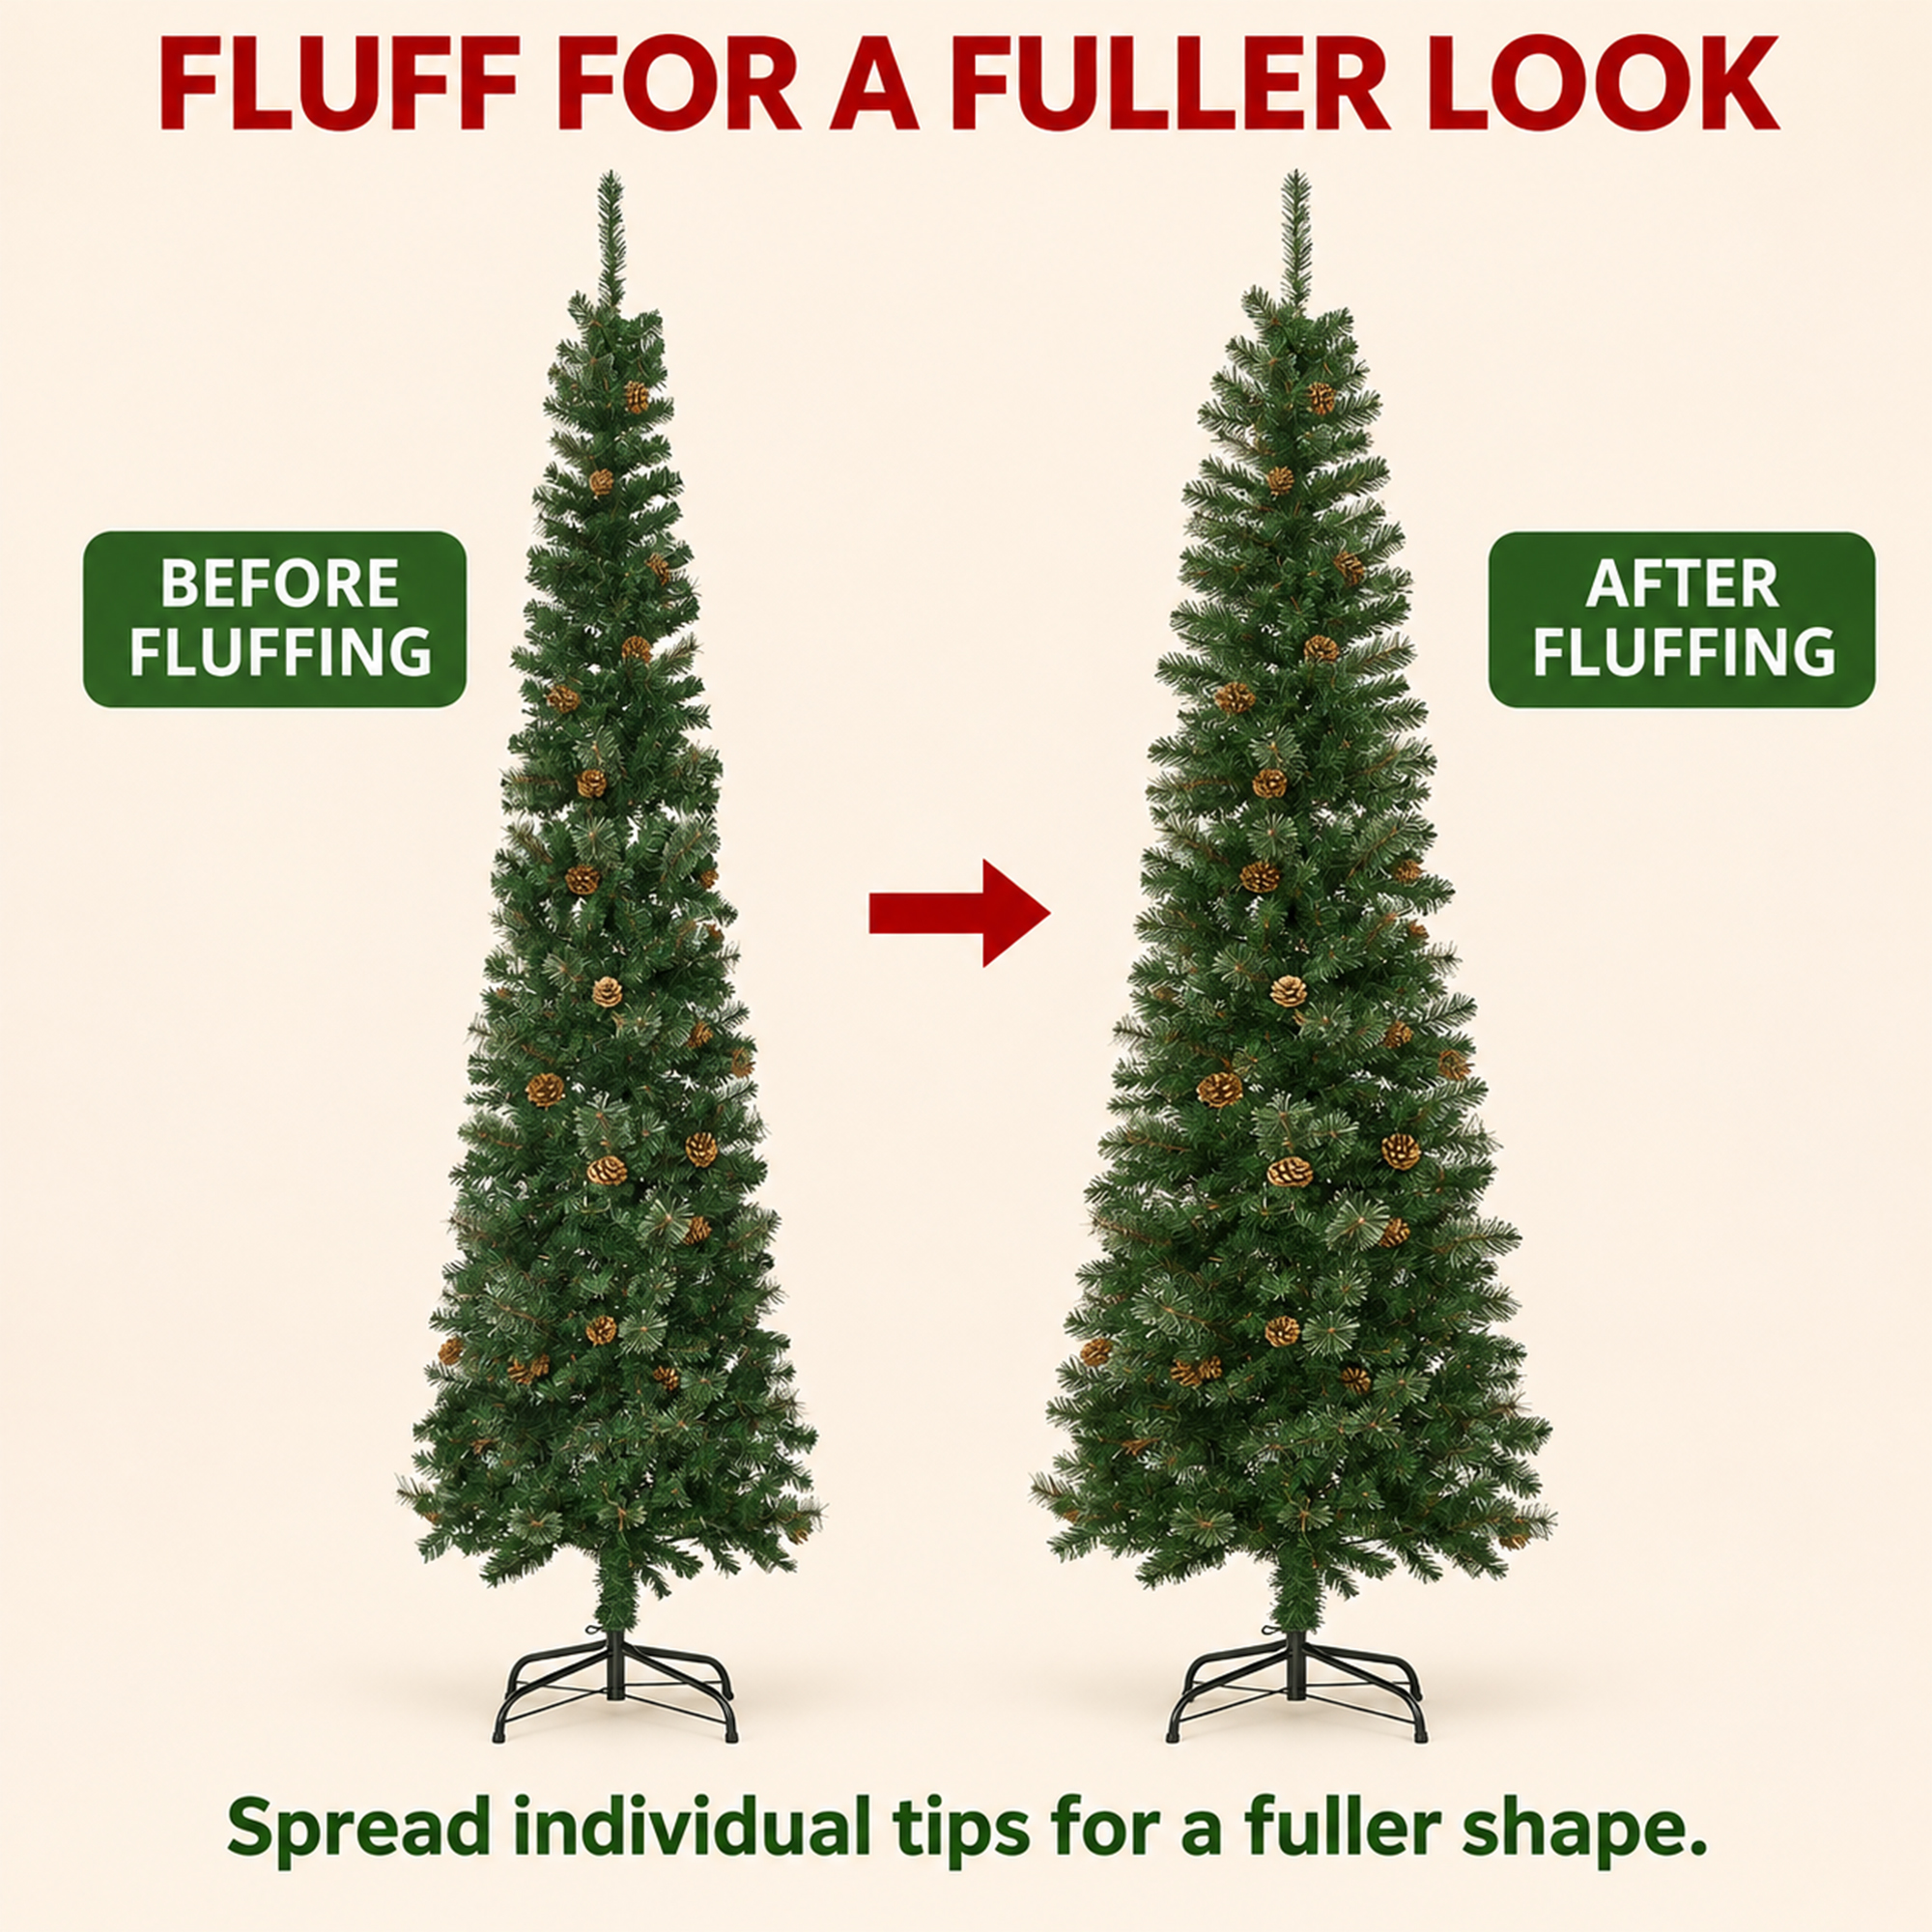 FLUFF FOR A FULLER LOOK
BEFORE
FLUFFING
AFTER
FLUFFING
Spread individual tips for a fuller shape.